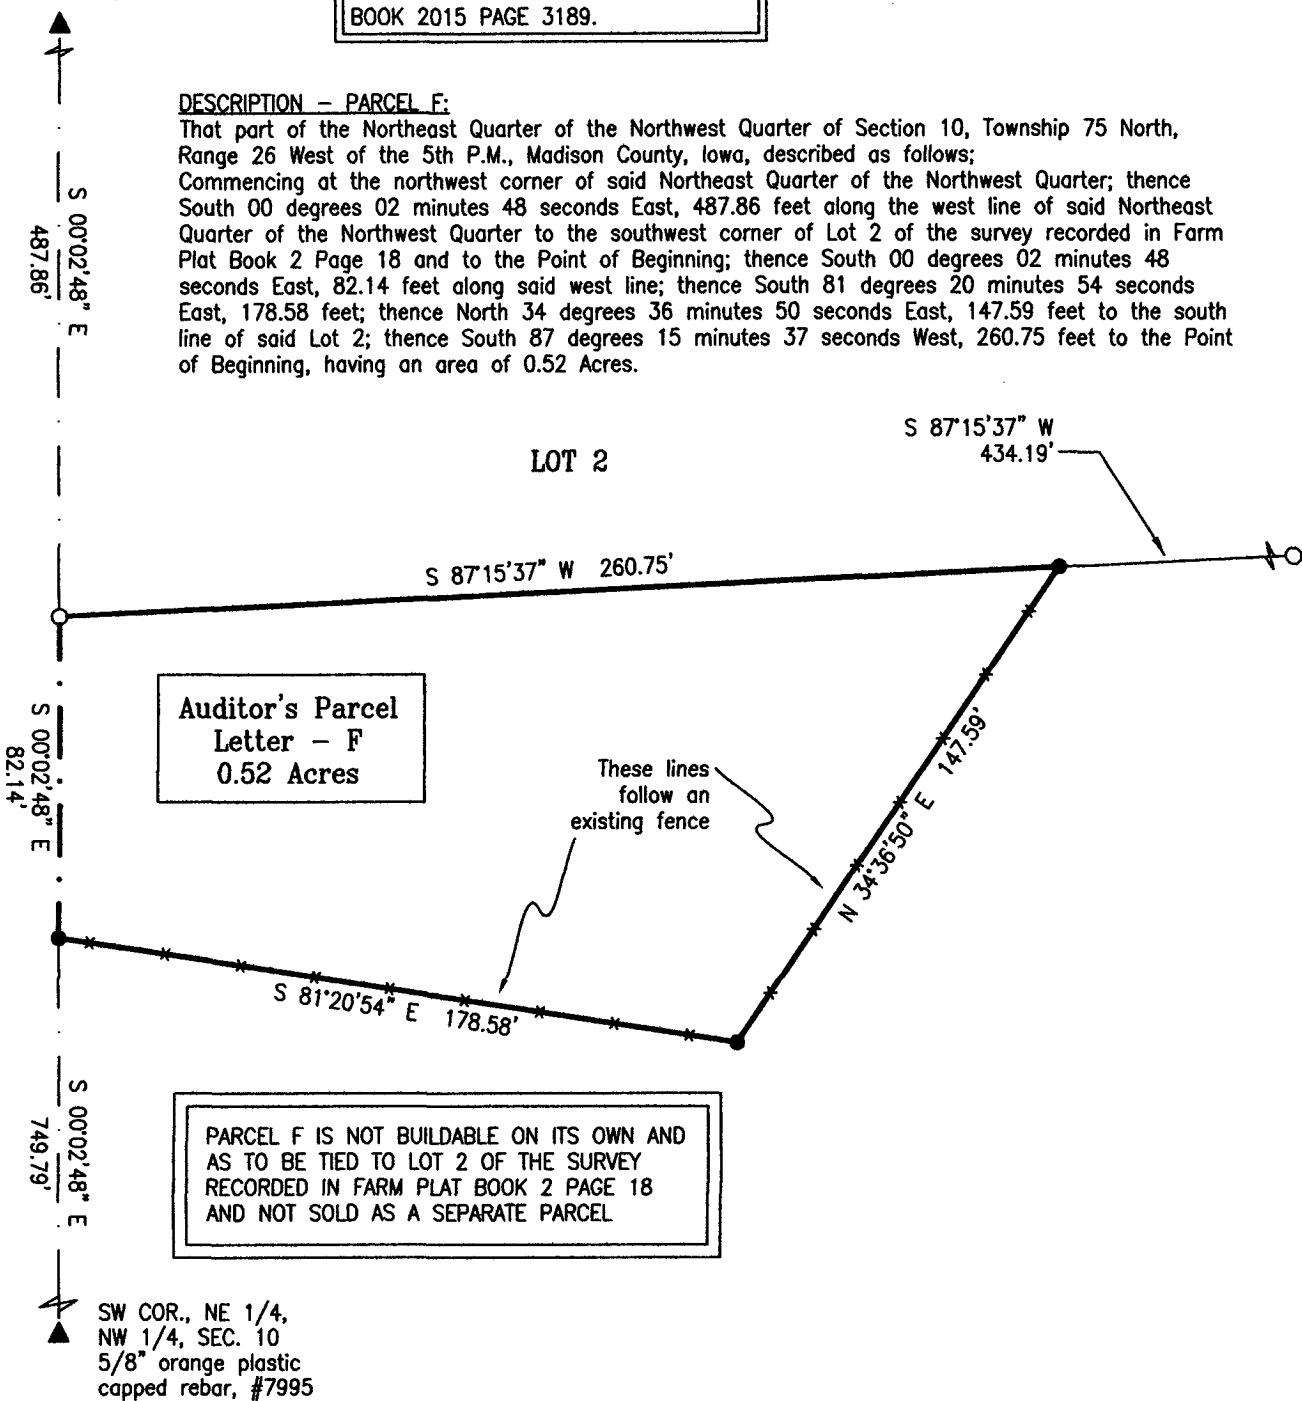 BOOK 2015 PAGE 3189.
DESCRIPTION – PARCEL F:
That part of the Northeast Quarter of the Northwest Quarter of Section 10, Township 75 North,
Range 26 West of the 5th P.M., Madison County, Iowa, described as follows;
Commencing at the northwest corner of said Northeast Quarter of the Northwest Quarter; thence
South 00 degrees 02 minutes 48 seconds East, 487.86 feet along the west line of said Northeast
Quarter of the Northwest Quarter to the southwest corner of Lot 2 of the survey recorded in Farm
Plat Book 2 Page 18 and to the Point of Beginning; thence South 00 degrees 02 minutes 48
seconds East, 82.14 feet along said west line; thence South 81 degrees 20 minutes 54 seconds
East, 178.58 feet; thence North 34 degrees 36 minutes 50 seconds East, 147.59 feet to the south
line of said Lot 2; thence South 87 degrees 15 minutes 37 seconds West, 260.75 feet to the Point
of Beginning, having an area of 0.52 Acres.
S 00°02'48" E
487.86'
S 87°15'37" W
434.19'
LOT 2
S 87°15'37" W 260.75'
Auditor's Parcel
Letter – F
0.52 Acres
S 00°02'48" E
82.14'
These lines
follow an
existing fence
N 34°36'50" E 147.59'
S 81°20'54" E 178.58'
S 00°02'48" E
749.79'
PARCEL F IS NOT BUILDABLE ON ITS OWN AND
AS TO BE TIED TO LOT 2 OF THE SURVEY
RECORDED IN FARM PLAT BOOK 2 PAGE 18
AND NOT SOLD AS A SEPARATE PARCEL
SW COR., NE 1/4,
NW 1/4, SEC. 10
5/8" orange plastic
capped rebar, #7995